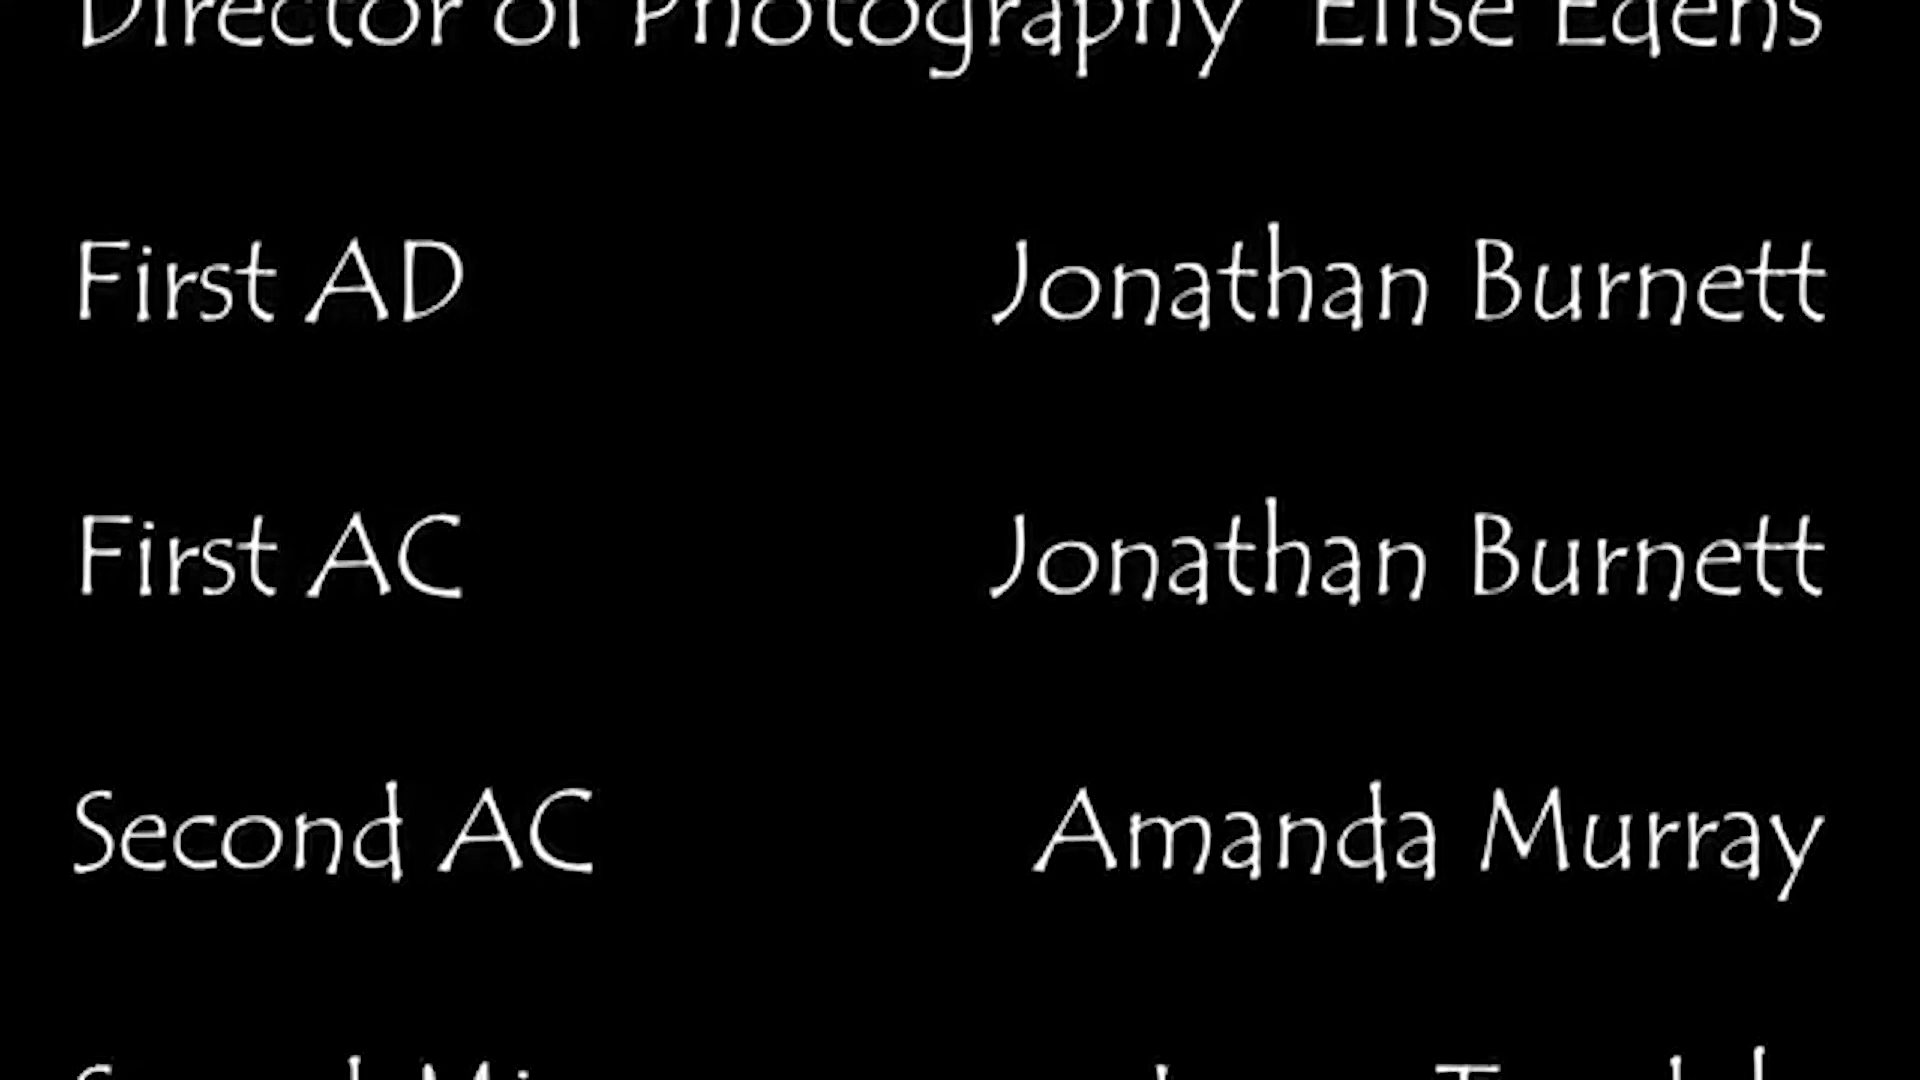 Director of Photography Elise Edens
First AD Jonathan Burnett
First AC Jonathan Burnett
Second AC Amanda Murray